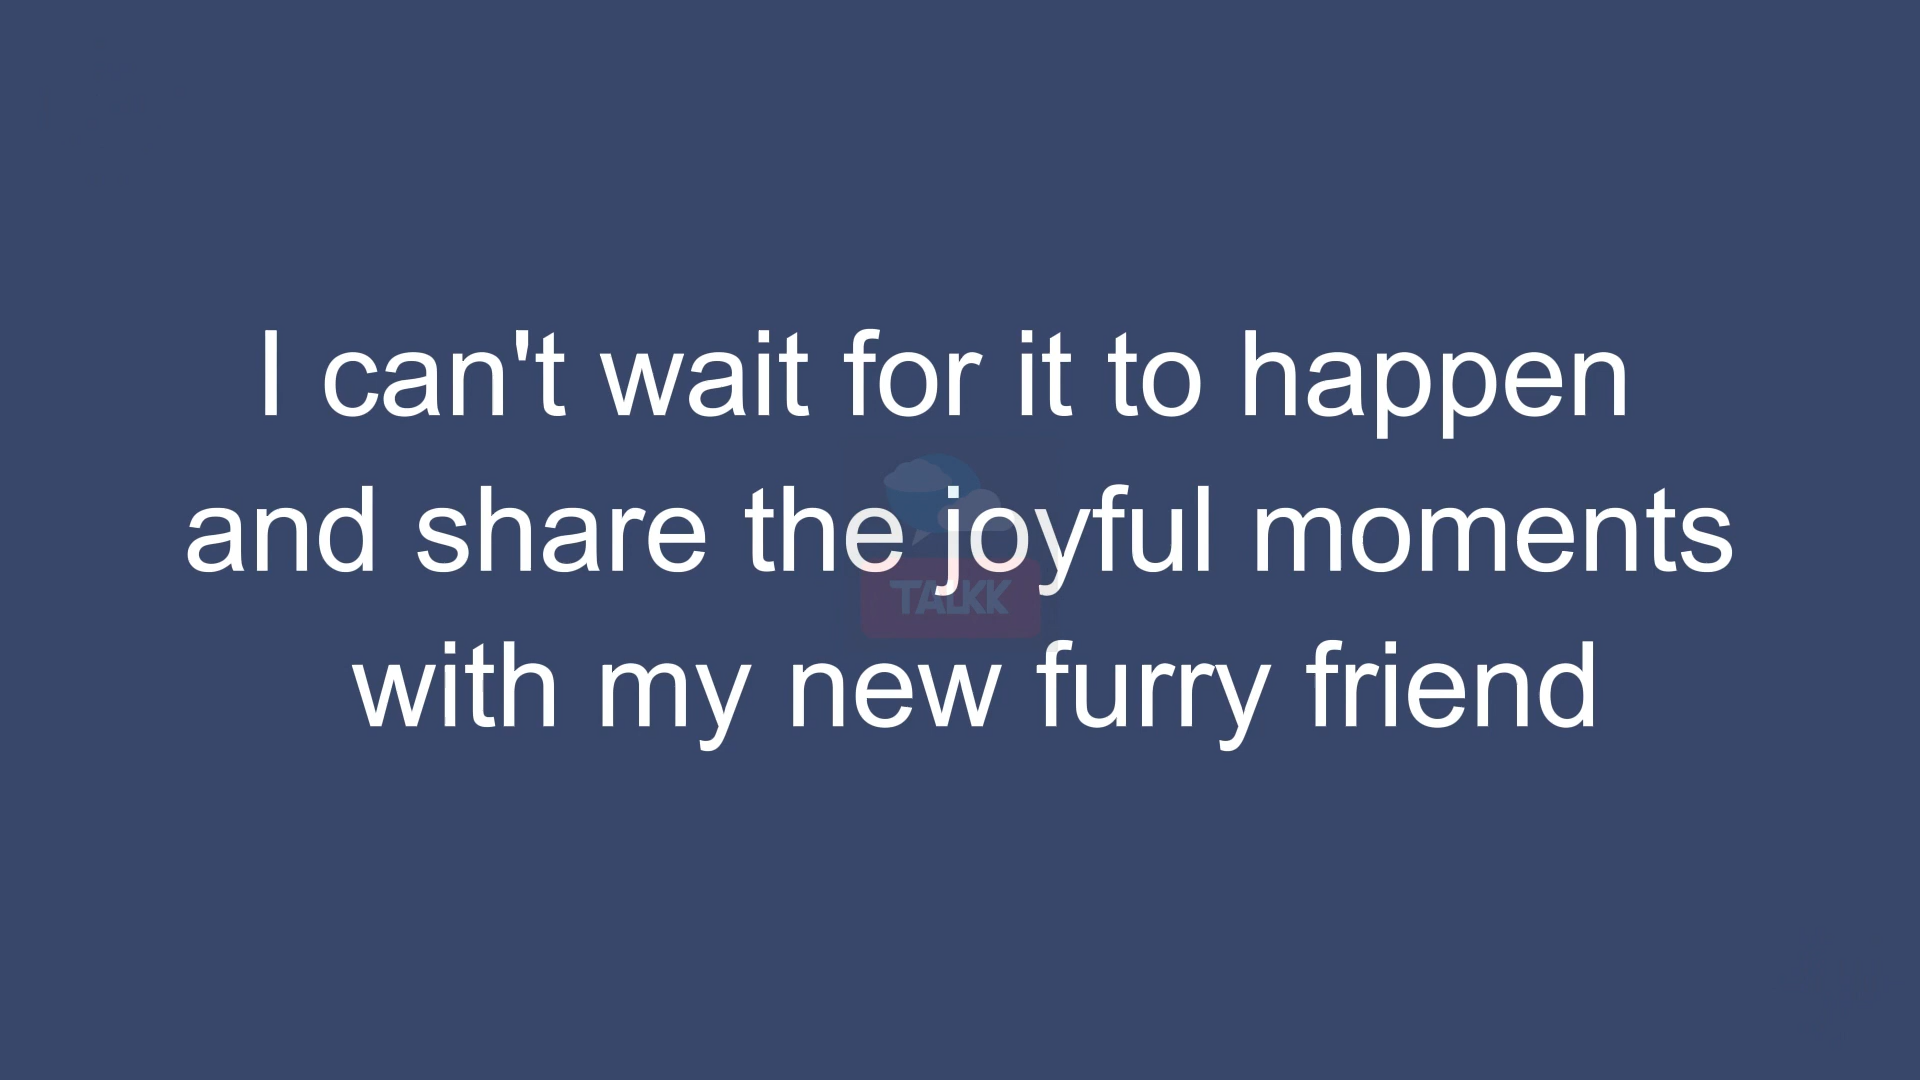 I can't wait for it to happen
and share the joyful moments
TALKK
with my new furry friend